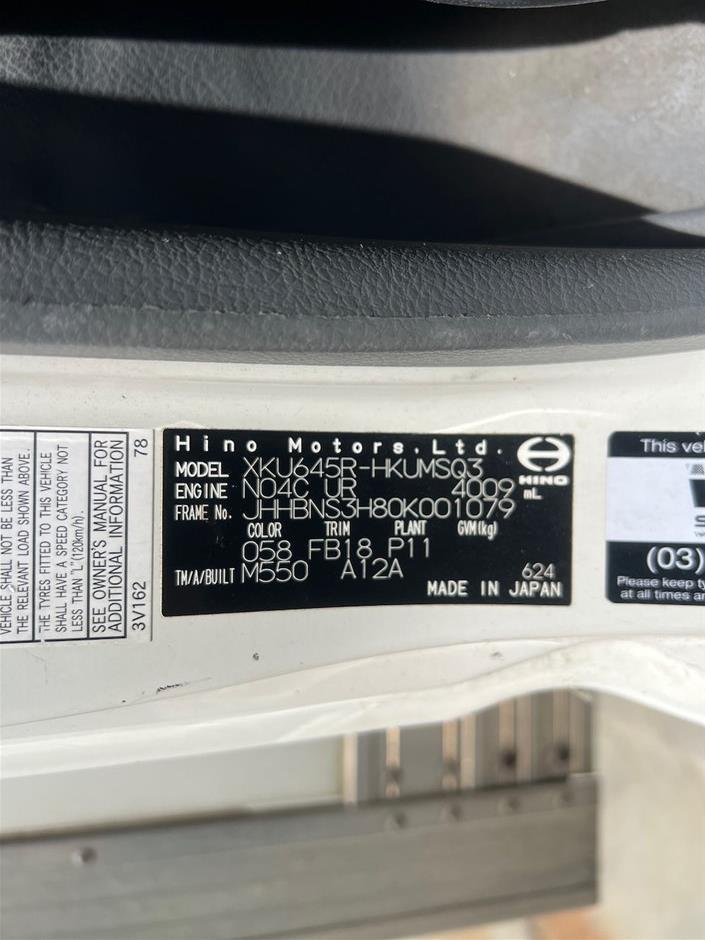 VEHICLE SHALL NOT BE LESS THAN
THE RELEVANT LOAD SHOWN ABOVE.
THE TYRES FITTED TO THIS VEHICLE
SHALL HAVE A SPEED CATEGORY NOT
LESS THAN "L"(120km/h).
SEE OWNER'S MANUAL FOR
ADDITIONAL INFORMATION
3V162 78
Hino Motors,Ltd.
HINO
MODEL XKU645R-HKUMSQ3
ENGINE N04C UR 4009 mL
FRAME No. JHHBNS3H80K001079
COLOR TRIM PLANT GVM(kg)
058 FB18 P11
TM/A/BUILT M550 A12A 624
MADE IN JAPAN
This
(03)
Please keep
at all times